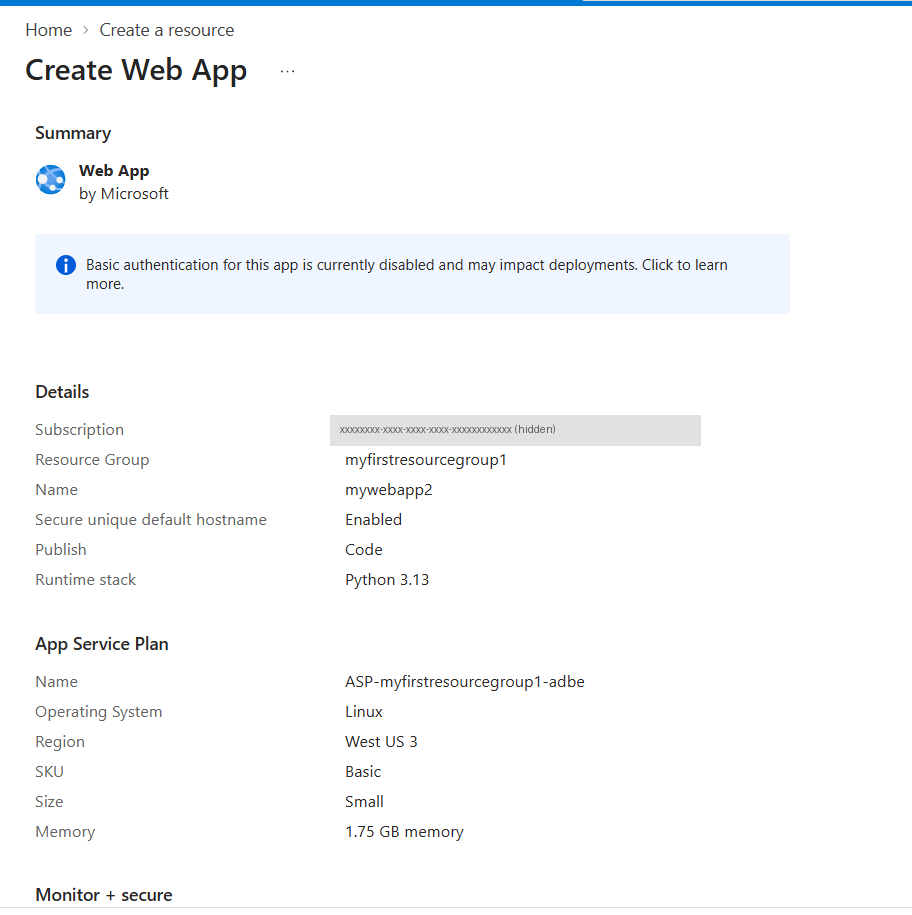 Home > Create a resource
Create Web App ...
Summary
Web App
by Microsoft
Basic authentication for this app is currently disabled and may impact deployments. Click to learn
more.
Details
Subscription xxxxxxxx-xxxx-xxxx-xxxx-xxxxxxxxxxxx (hidden)
Resource Group myfirstresourcegroup1
Name mywebapp2
Secure unique default hostname Enabled
Publish Code
Runtime stack Python 3.13
App Service Plan
Name ASP-myfirstresourcegroup1-adbe
Operating System Linux
Region West US 3
SKU Basic
Size Small
Memory 1.75 GB memory
Monitor + secure